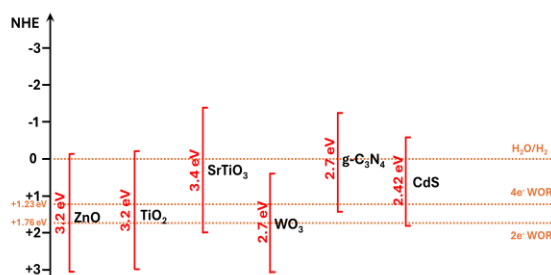 NHE
-3
-2
-1
0
+1
+1.23 eV
+1.76 eV
+2
+3
3.2 eV
ZnO
3.2 eV
TiO₂
3.4 eV
SrTiO₃
2.7 eV
WO₃
2.7 eV
g-C₃N₄
2.42 eV
CdS
H₂O/H₂
4e⁻ WOR
2e⁻ WOR